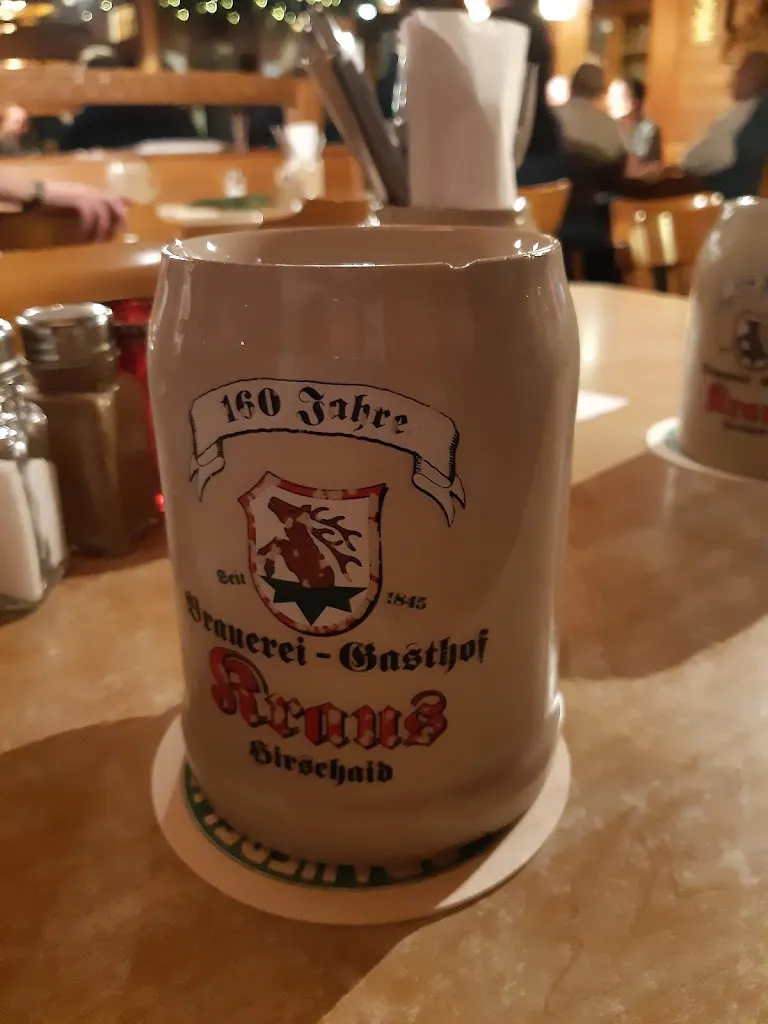 160 Jahre
Seit 1845
Brauerei-Gasthof
Kraus
Hirschaid